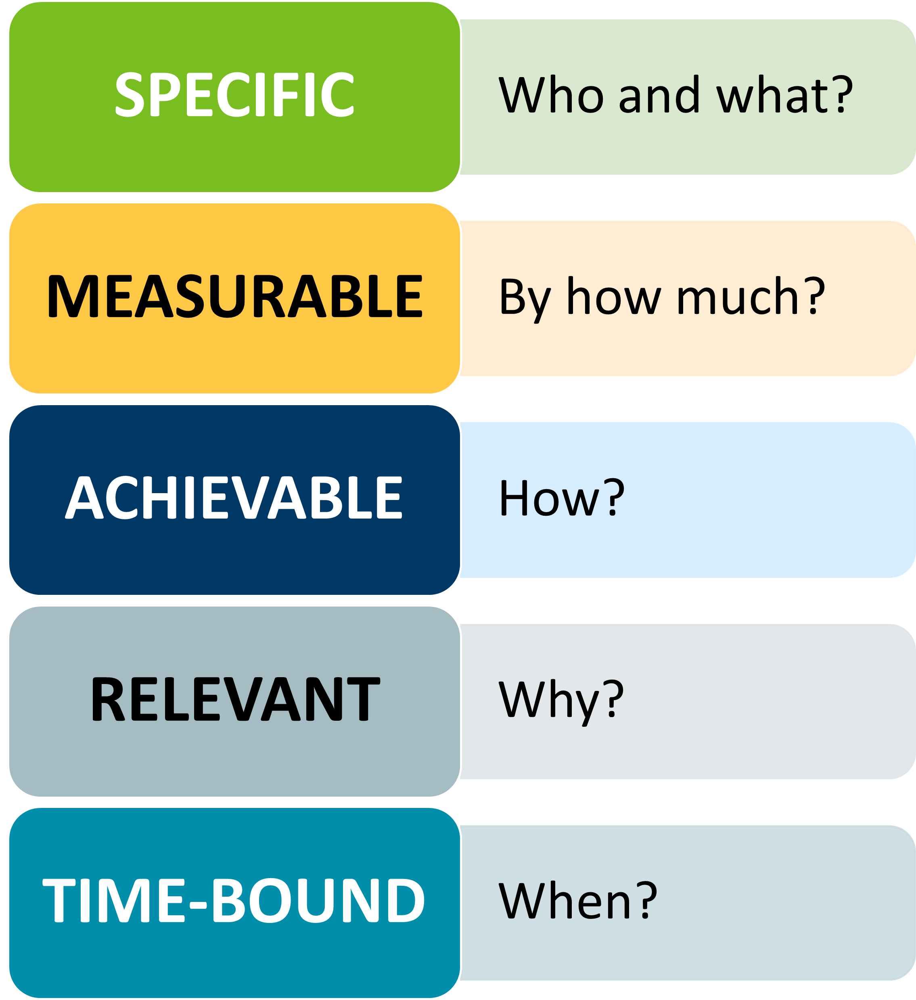 SPECIFIC
Who and what?
MEASURABLE
By how much?
ACHIEVABLE
How?
RELEVANT
Why?
TIME-BOUND
When?